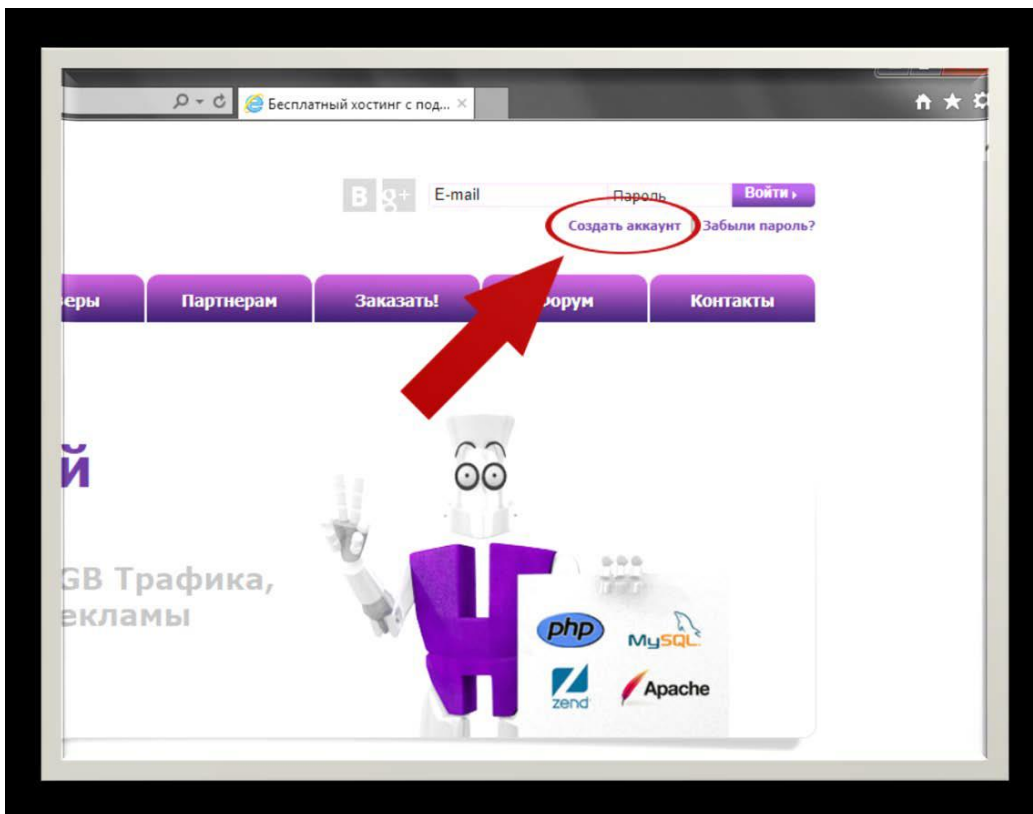 Бесплатный хостинг с под...
В g+ E-mail Пароль Войти
Создать аккаунт Забыли пароль?
еры Партнерам Заказать! Форум Контакты
й
GB Трафика,
екламы
php MySQL
zend Apache